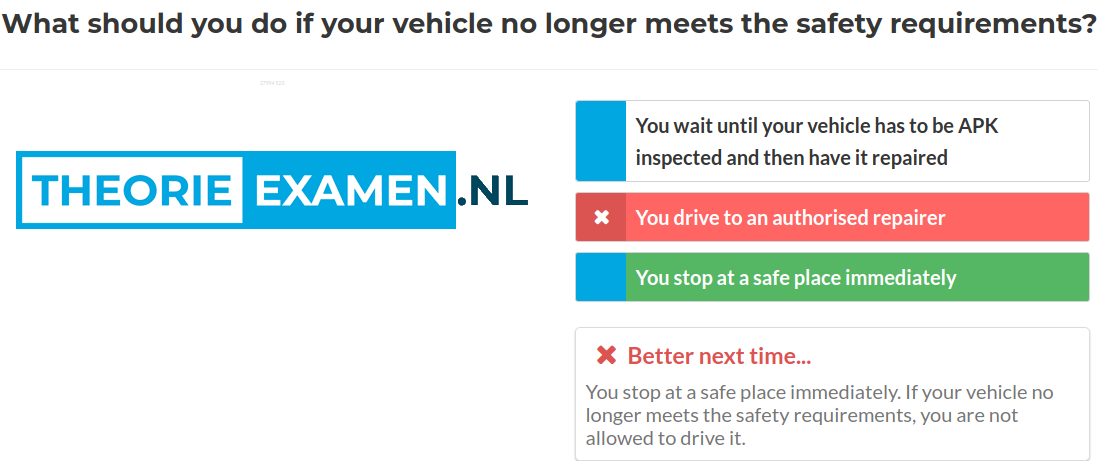 What should you do if your vehicle no longer meets the safety requirements?
THEORIE EXAMEN.NL
You wait until your vehicle has to be APK
inspected and then have it repaired
You drive to an authorised repairer
You stop at a safe place immediately
Better next time...
You stop at a safe place immediately. If your vehicle no
longer meets the safety requirements, you are not
allowed to drive it.